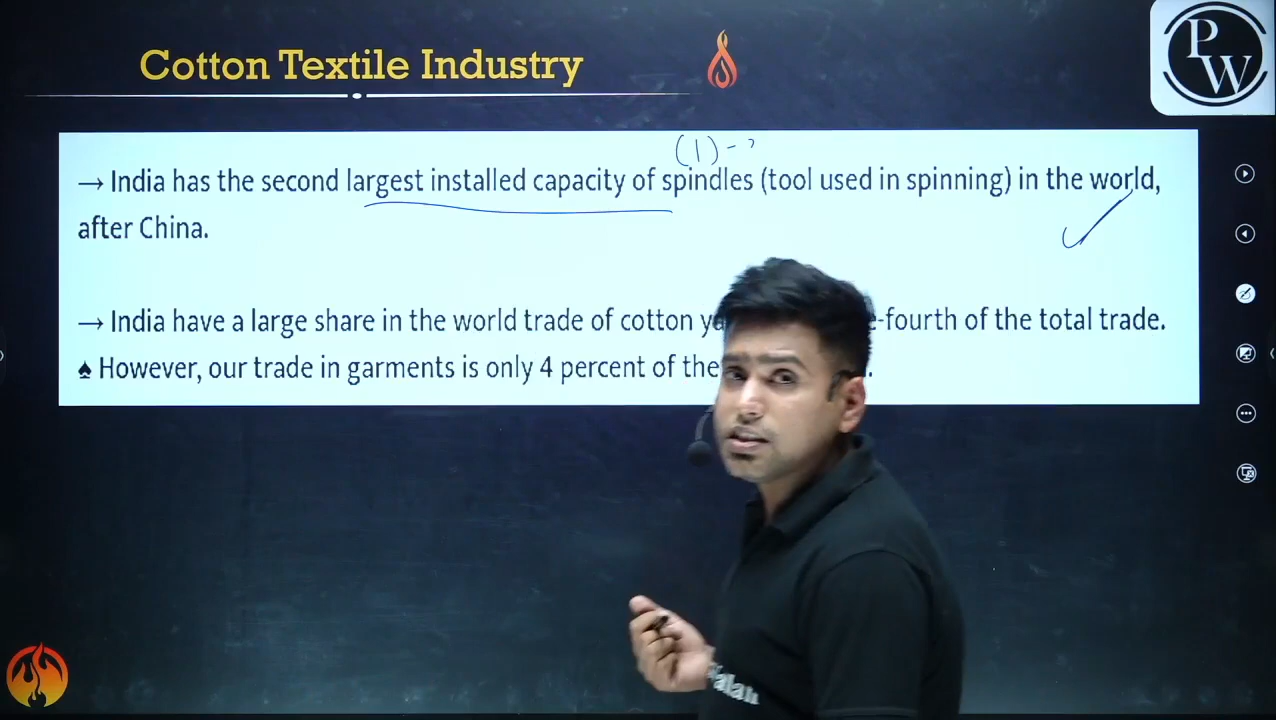 Cotton Textile Industry
PW
(1)-
→ India has the second largest installed capacity of spindles (tool used in spinning) in the world,
after China.
→ India have a large share in the world trade of cotton -fourth of the total trade.
♠ However, our trade in garments is only 4 percent of the .